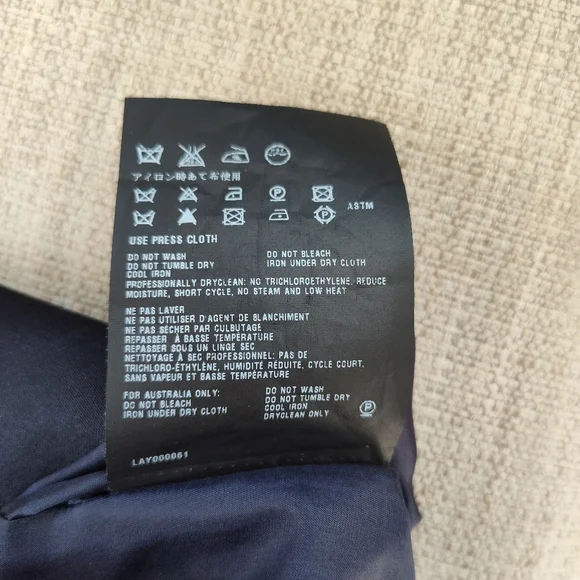 アイロン時あて布使用
P
ASTM
P
USE PRESS CLOTH
DO NOT WASH
DO NOT BLEACH
DO NOT TUMBLE DRY
IRON UNDER DRY CLOTH
COOL IRON
PROFESSIONALLY DRYCLEAN: NO TRICHLOROETHYLENE, REDUCE
MOISTURE, SHORT CYCLE, NO STEAM AND LOW HEAT
NE PAS LAVER
NE PAS UTILISER D'AGENT DE BLANCHIMENT
NE PAS SÉCHER PAR CULBUTAGE
REPASSER À BASSE TEMPÉRATURE
REPASSER SOUS UN LINGE SEC
NETTOYAGE À SEC PROFESSIONNEL: PAS DE
TRICHLORO-ÉTHYLÈNE, HUMIDITÉ RÉDUITE, CYCLE COURT,
SANS VAPEUR ET BASSE TEMPÉRATURE
FOR AUSTRALIA ONLY:
DO NOT WASH
DO NOT BLEACH
DO NOT TUMBLE DRY
IRON UNDER DRY CLOTH
COOL IRON
DRYCLEAN ONLY
P
LAY000061